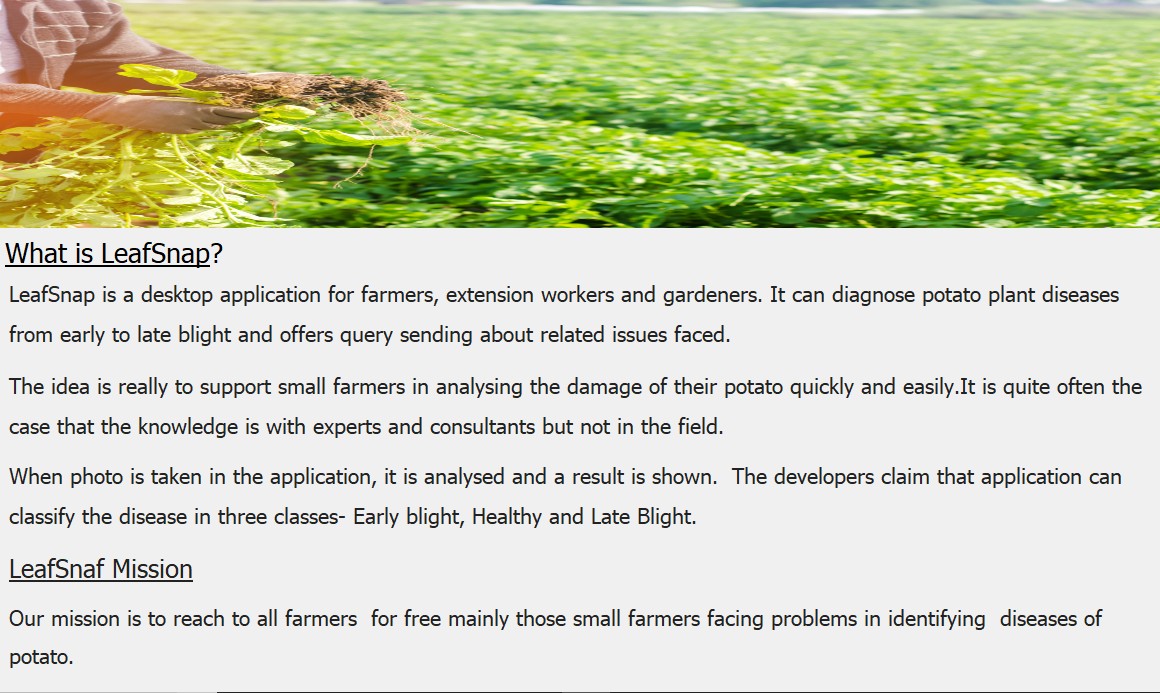 What is LeafSnap?
LeafSnap is a desktop application for farmers, extension workers and gardeners. It can diagnose potato plant diseases
from early to late blight and offers query sending about related issues faced.
The idea is really to support small farmers in analysing the damage of their potato quickly and easily.It is quite often the
case that the knowledge is with experts and consultants but not in the field.
When photo is taken in the application, it is analysed and a result is shown.  The developers claim that application can
classify the disease in three classes- Early blight, Healthy and Late Blight.
LeafSnaf Mission
Our mission is to reach to all farmers  for free mainly those small farmers facing problems in identifying  diseases of
potato.